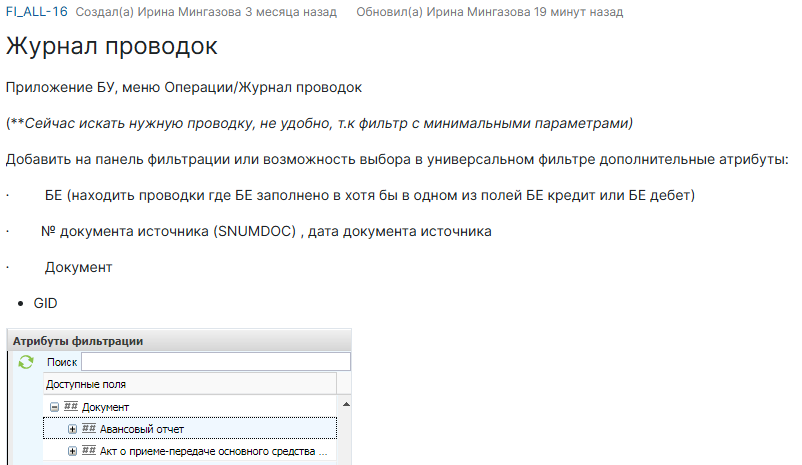 FI_ALL-16 Создал(а) Ирина Мингазова 3 месяца назад Обновил(а) Ирина Мингазова 19 минут назад
Журнал проводок
Приложение БУ, меню Операции/Журнал проводок
(**Сейчас искать нужную проводку, не удобно, т.к фильтр с минимальными параметрами)
Добавить на панель фильтрации или возможность выбора в универсальном фильтре дополнительные атрибуты:
· БЕ (находить проводки где БЕ заполнено в хотя бы в одном из полей БЕ кредит или БЕ дебет)
· № документа источника (SNUMDOC) , дата документа источника
· Документ
• GID
Атрибуты фильтрации
Поиск
Доступные поля
## Документ
## Авансовый отчет
## Акт о приеме-передаче основного средства ...